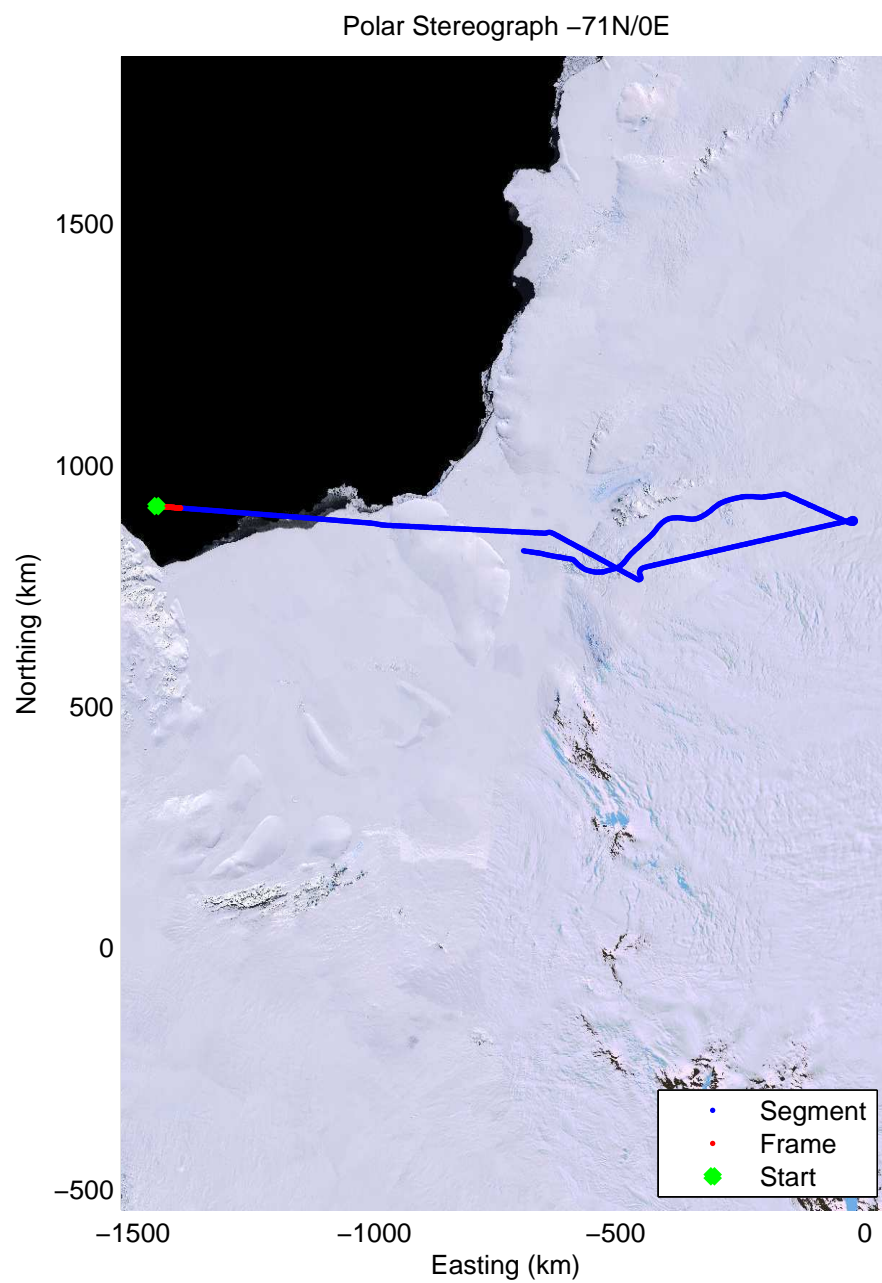 Polar Stereograph −71N/0E
1500
1000
500
0
−500
Northing (km)
−1500
−1000
−500
0
Easting (km)
Segment
Frame
Start